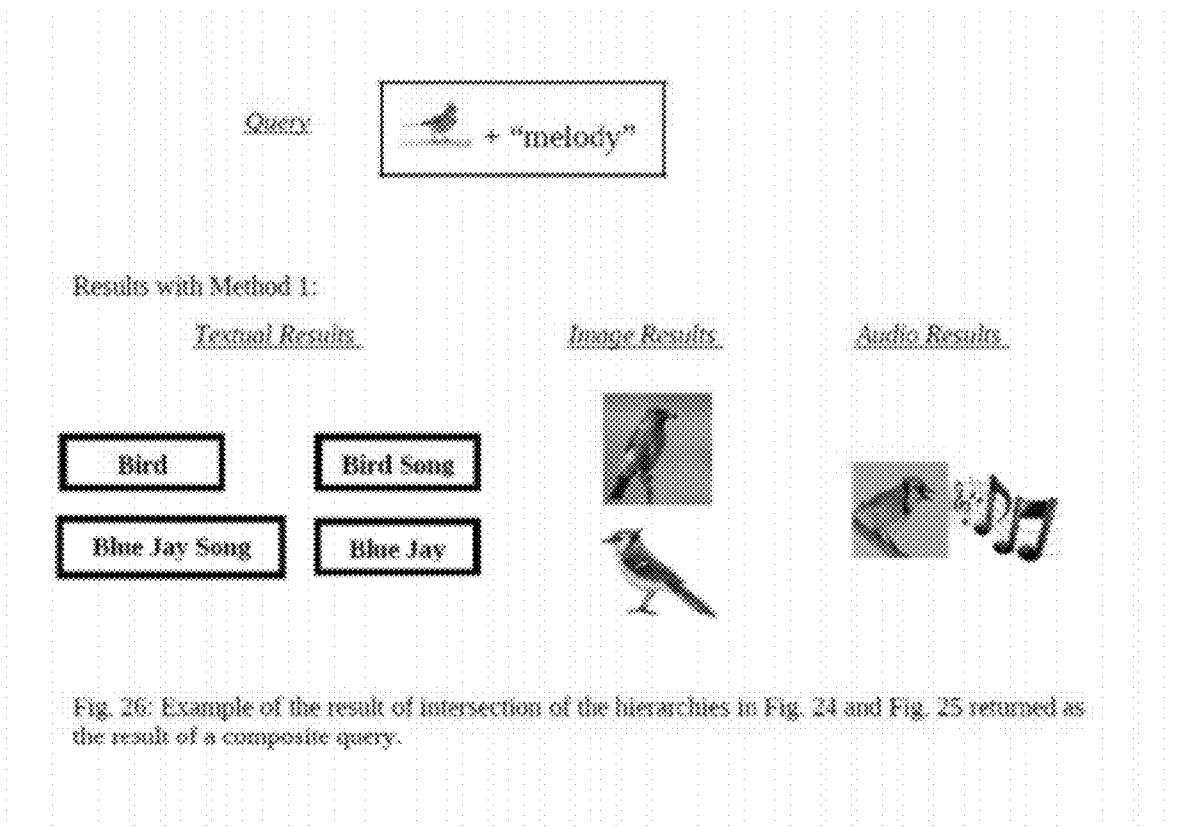 Query
+ “melody”
Results with Method 1:
Textual Results Image Results Audio Results
Bird Bird Song
Blue Jay Song Blue Jay
Fig. 26: Example of the result of intersection of the hierarchies in Fig. 24 and Fig. 25 returned as
the result of a composite query.